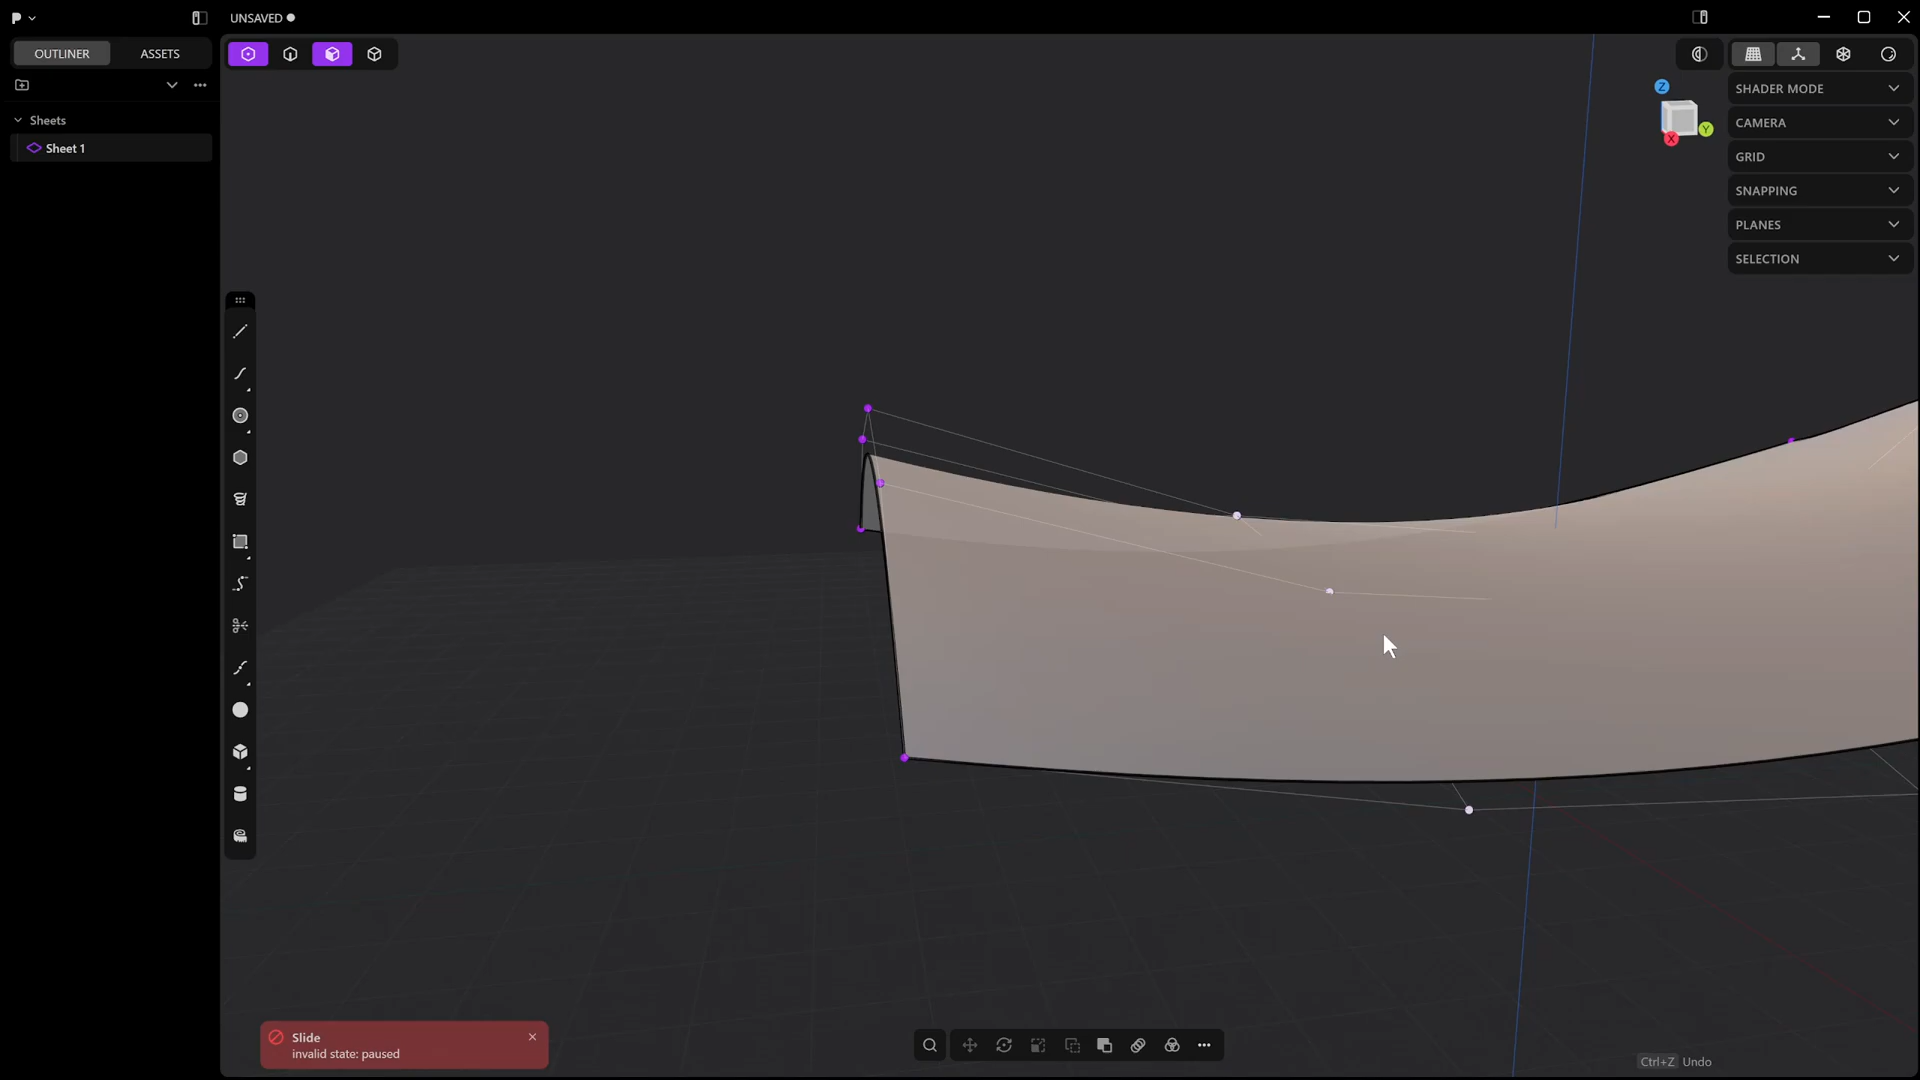 UNSAVED
OUTLINER
ASSETS
Sheets
Sheet 1
Z
Y
X
SHADER MODE
CAMERA
GRID
SNAPPING
PLANES
SELECTION
Slide
invalid state: paused
Ctrl+Z Undo